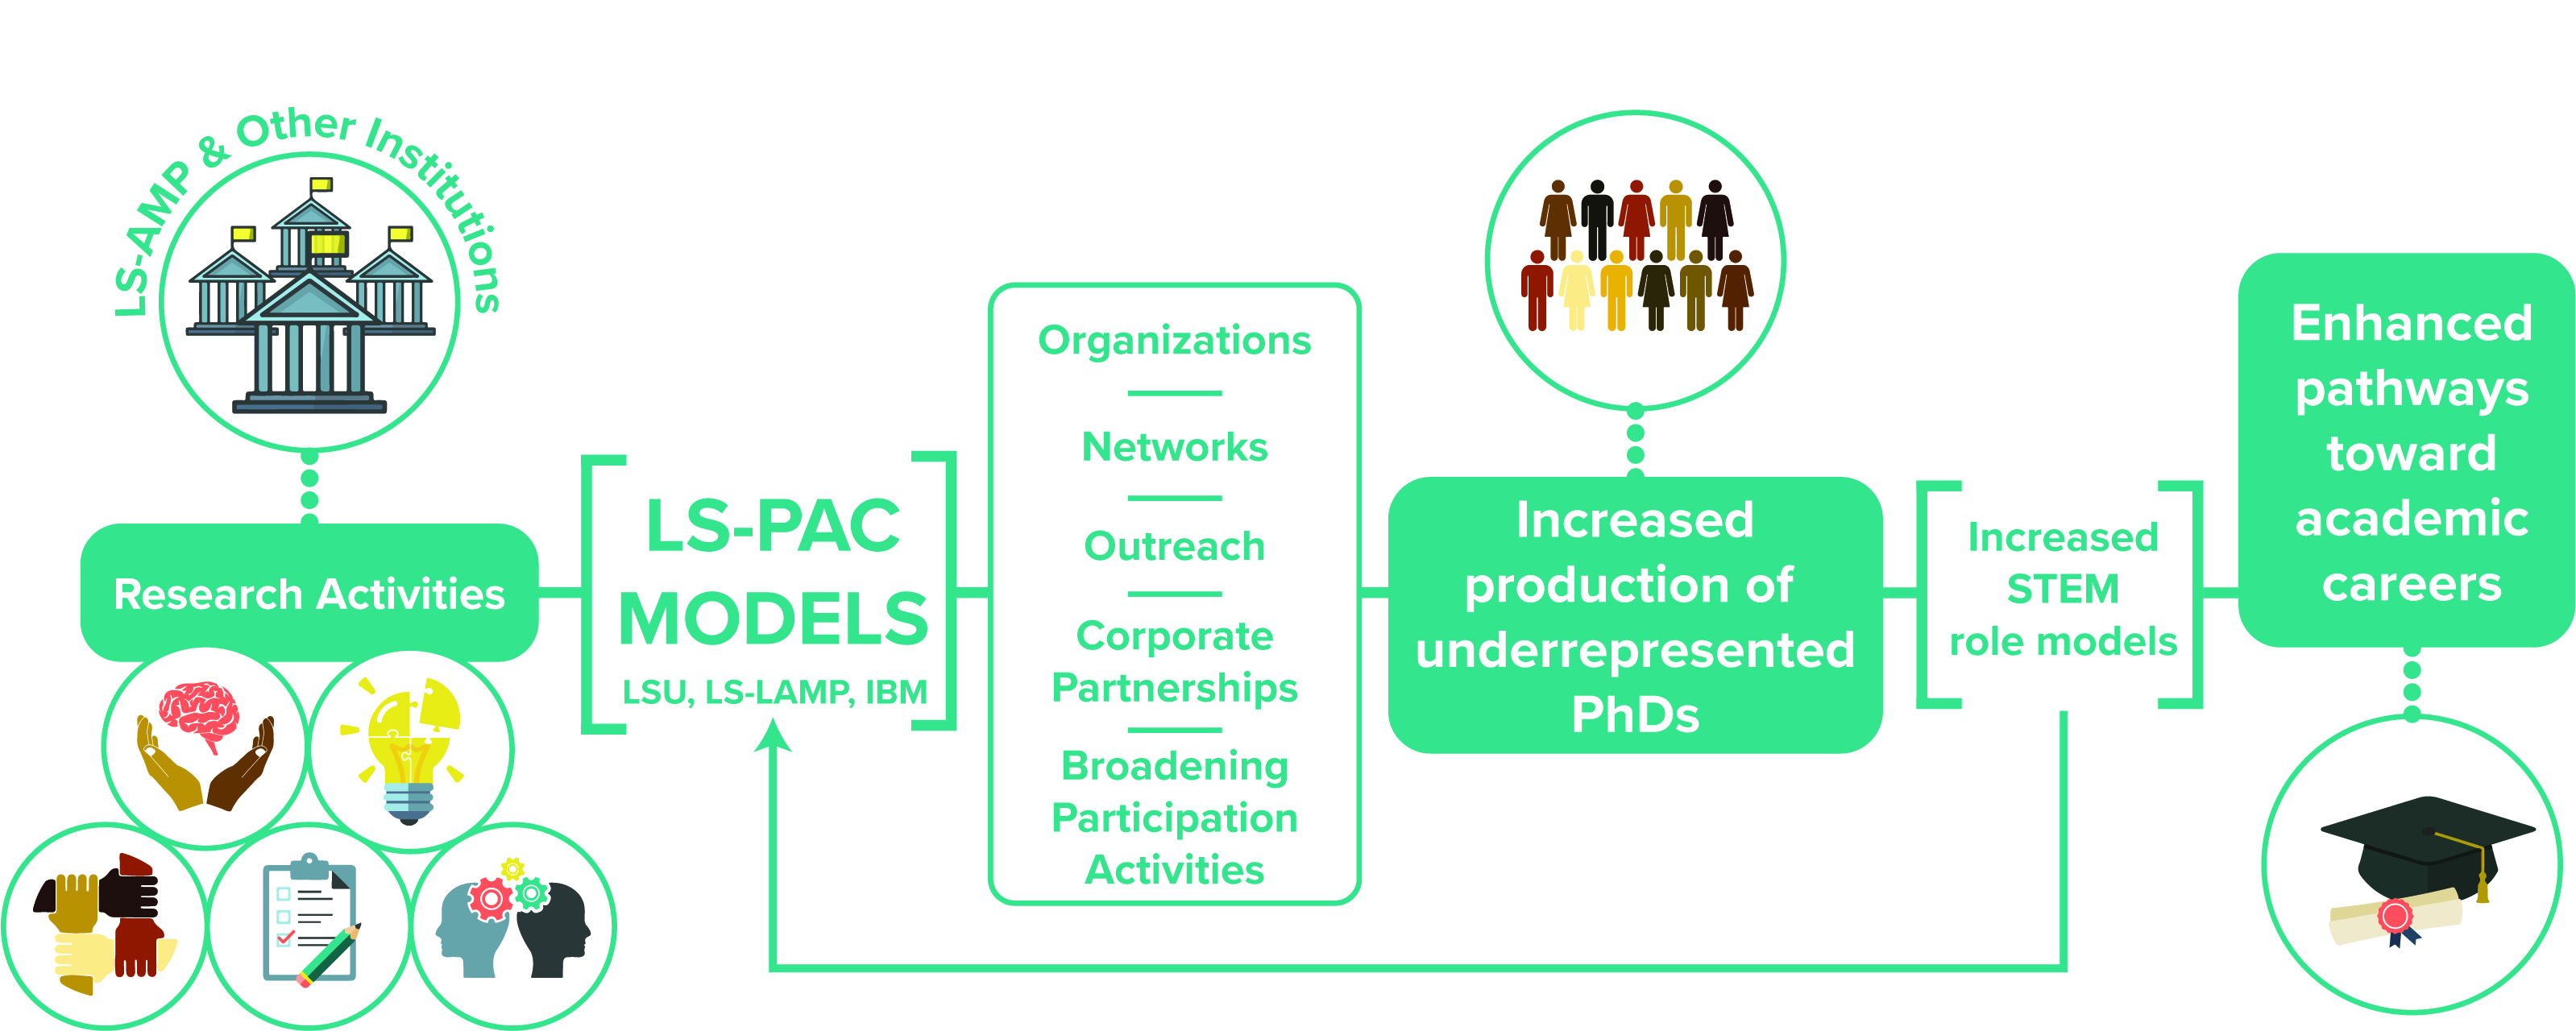 LS-AMP & Other Institutions
Research Activities
LS-PAC
MODELS
LSU, LS-LAMP, IBM
Organizations
Networks
Outreach
Corporate
Partnerships
Broadening
Participation
Activities
Increased
production of
underrepresented
PhDs
Increased
STEM
role models
Enhanced
pathways
toward
academic
careers